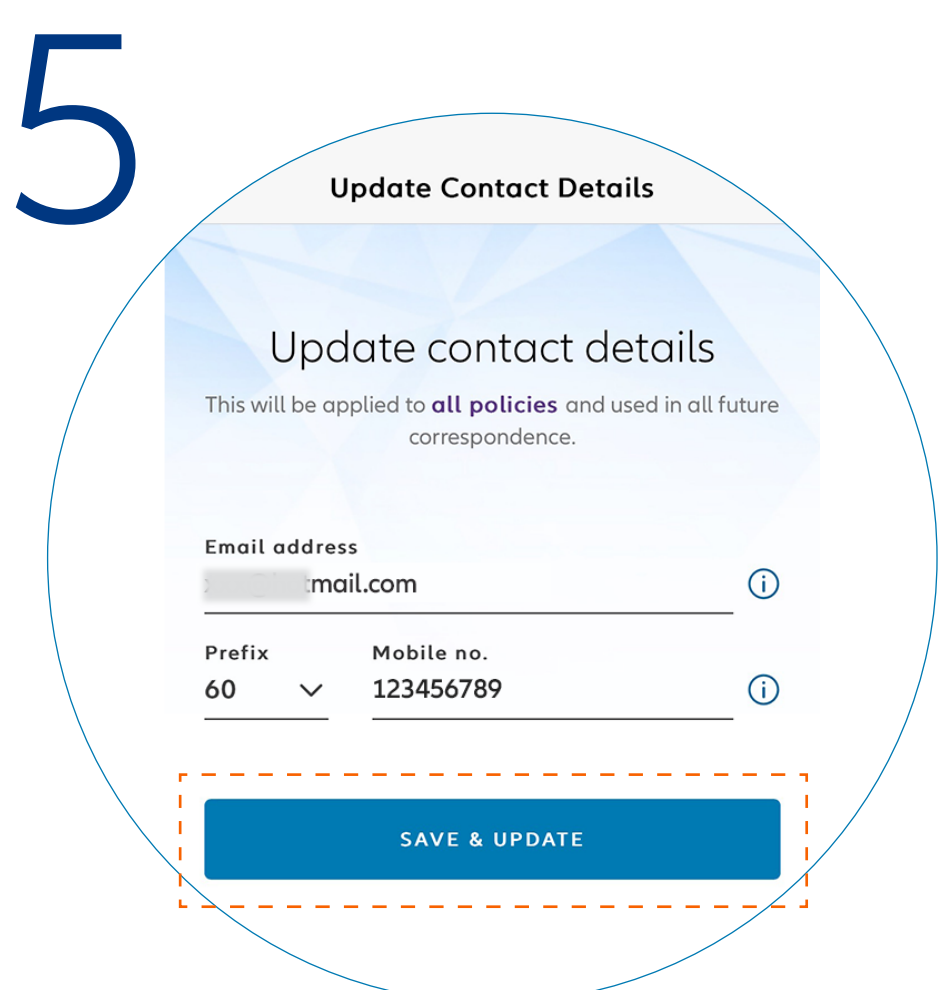 5
Update Contact Details
Update contact details
This will be applied to all policies and used in all future
correspondence.
Email address
tmail.com
Prefix
Mobile no.
60
123456789
SAVE & UPDATE